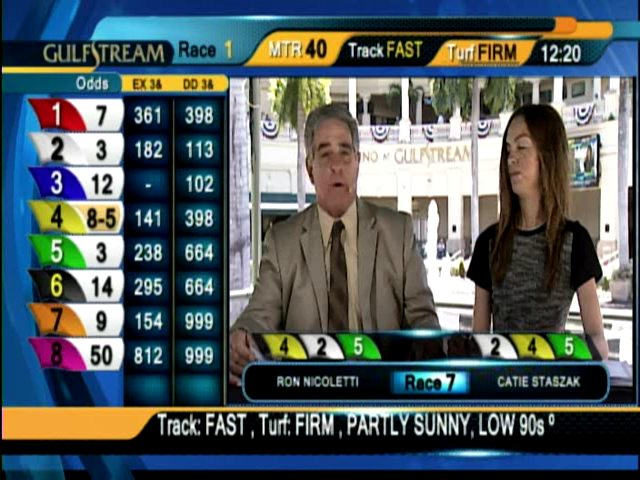 GULFSTREAM Race 1 MTR 40 Track FAST Turf FIRM 12:20
Odds EX 3& DD 3&
1 7 361 398
2 3 182 113
3 12 - 102
4 8-5 141 398
5 3 238 664
6 14 295 664
7 9 154 999
8 50 812 999
NO AT GULFSTREAM
4 2 5 2 4 5
RON NICOLETTI Race 7 CATIE STASZAK
Track: FAST , Turf: FIRM , PARTLY SUNNY, LOW 90s º